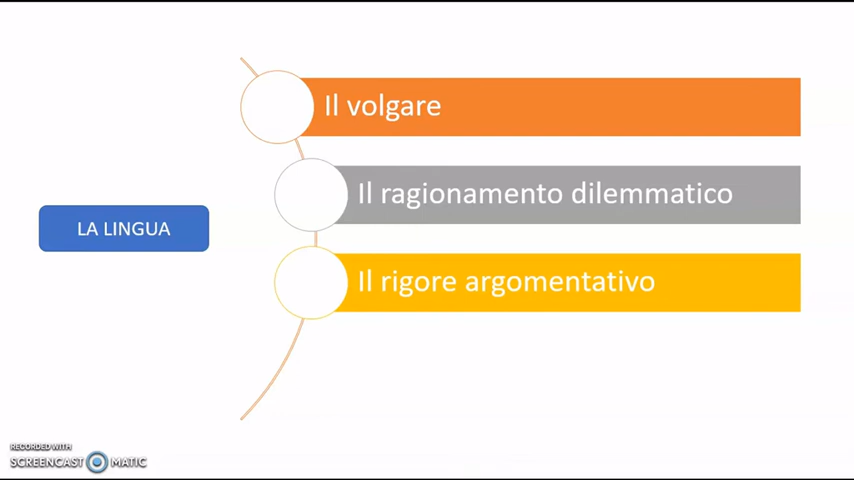 Il volgare
Il ragionamento dilemmatico
LA LINGUA
Il rigore argomentativo
RECORDED WITH
SCREENCAST MATIC